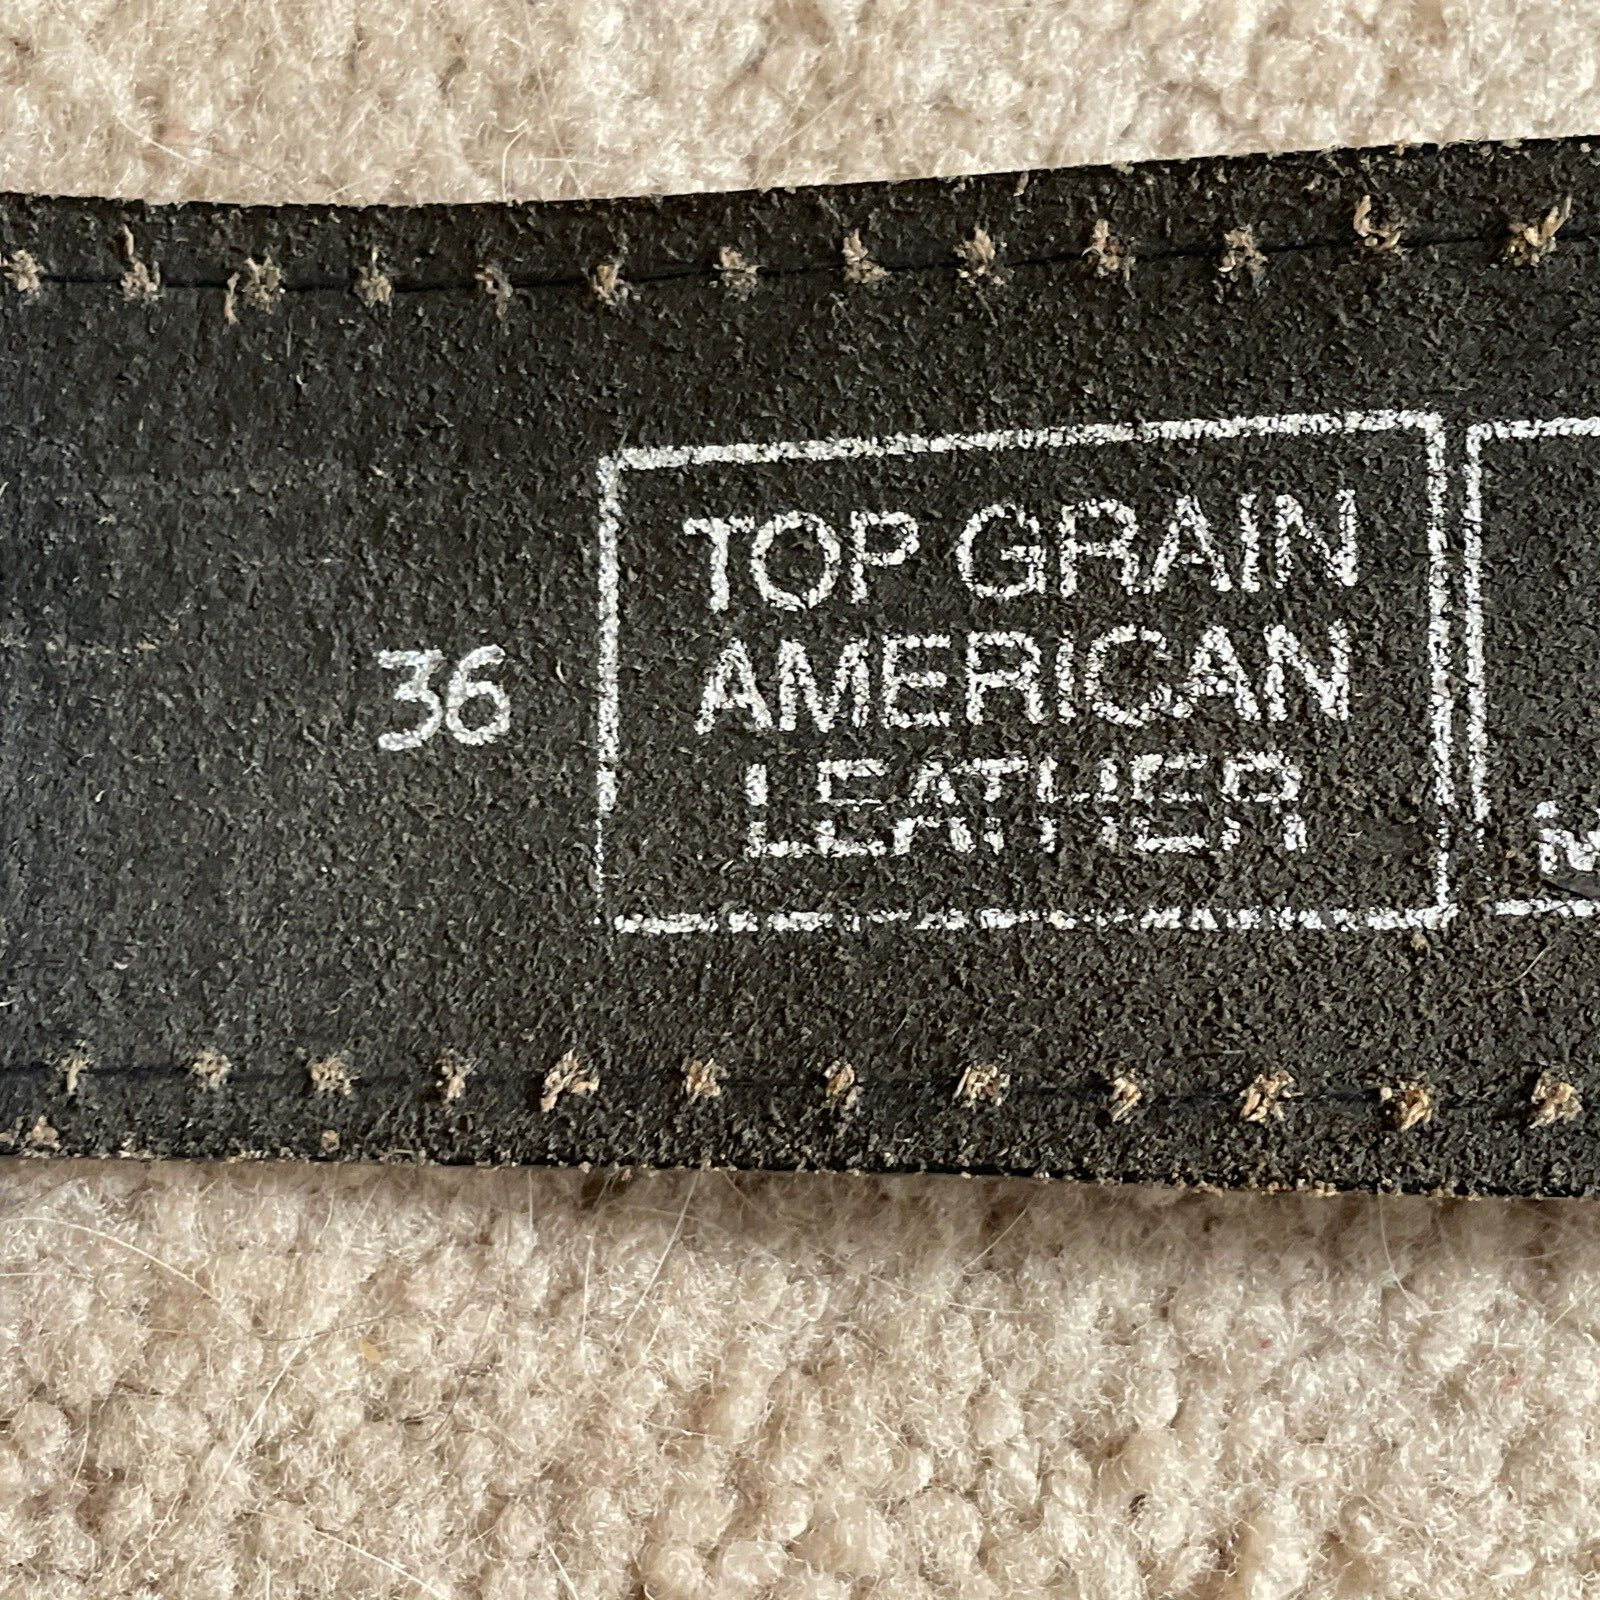 36
TOP GRAIN
AMERICAN
LEATHER